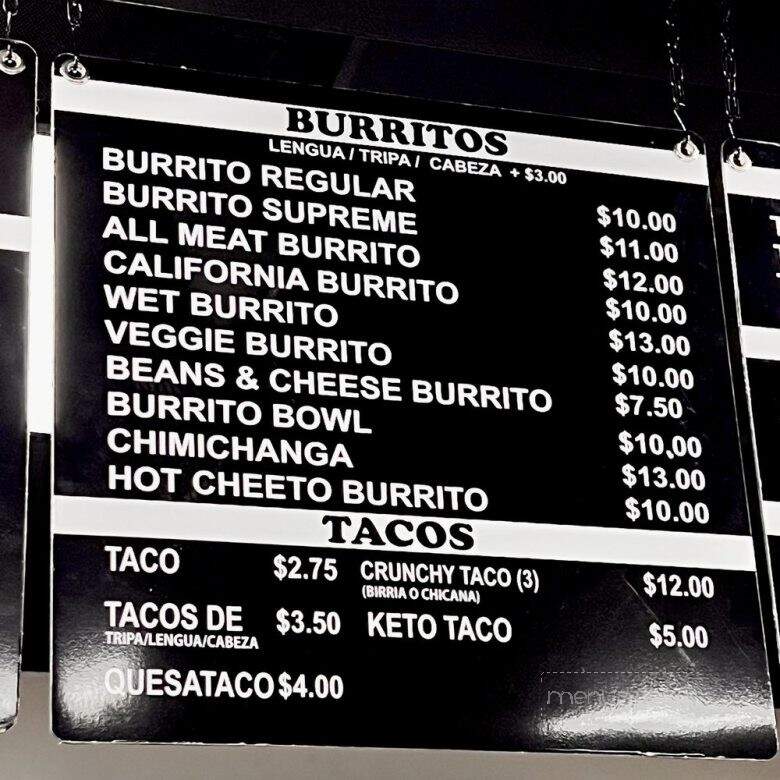 BURRITOS
LENGUA / TRIPA / CABEZA + $3.00
BURRITO REGULAR $10.00
BURRITO SUPREME $11.00
ALL MEAT BURRITO $12.00
CALIFORNIA BURRITO $10.00
WET BURRITO $13.00
VEGGIE BURRITO $10.00
BEANS & CHEESE BURRITO $7.50
BURRITO BOWL $10,00
CHIMICHANGA $13.00
HOT CHEETO BURRITO $10.00
TACOS
TACO $2.75 CRUNCHY TACO (3) $12.00
(BIRRIA O CHICANA)
TACOS DE $3.50 KETO TACO $5.00
TRIPA/LENGUA/CABEZA
QUESATACO $4.00